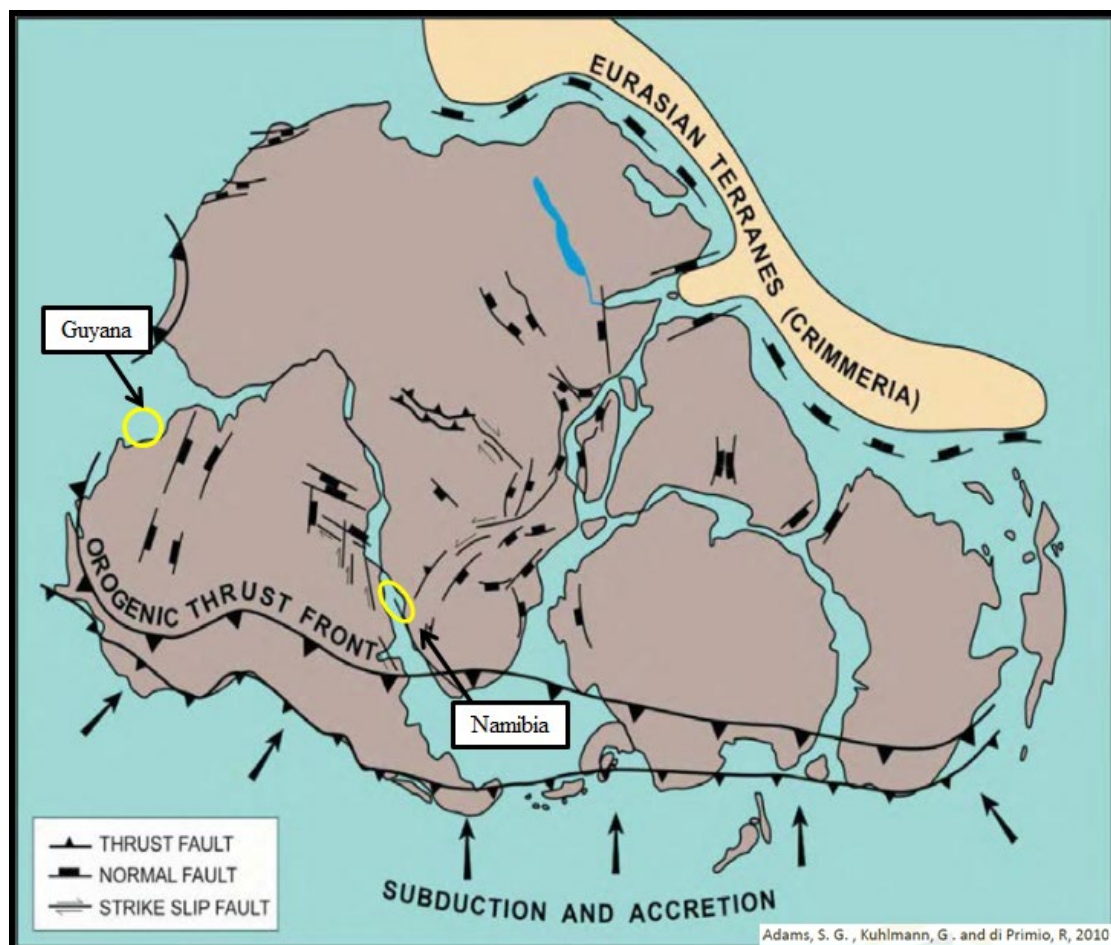 EURASIAN TERRANES (CRIMMERIA)
Guyana
OROGENIC THRUST FRONT
Namibia
THRUST FAULT
NORMAL FAULT
STRIKE SLIP FAULT
SUBDUCTION AND ACCRETION
Adams, S. G. , Kuhlmann, G . and di Primio, R, 2010